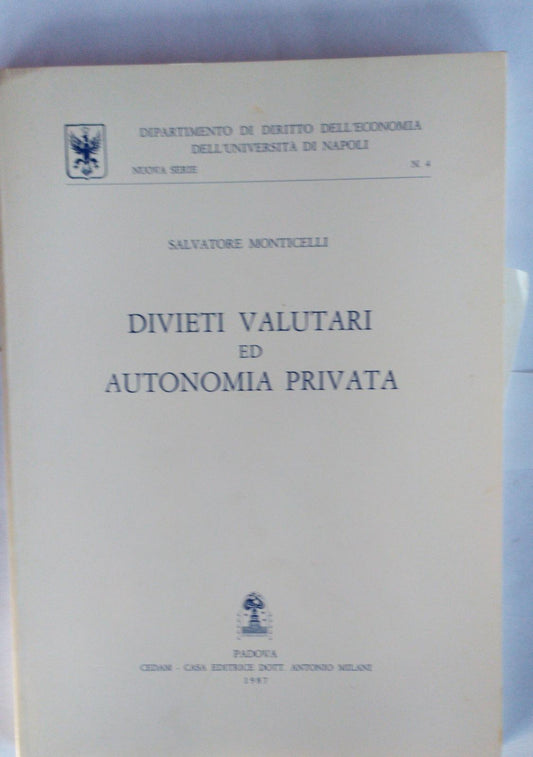 DIPARTIMENTO DI DIRITTO DELL'ECONOMIA
DELL'UNIVERSITÀ DI NAPOLI
NUOVA SERIE N. 4
SALVATORE MONTICELLI
DIVIETI VALUTARI
ED
AUTONOMIA PRIVATA
PADOVA
CEDAM - CASA EDITRICE DOTT. ANTONIO MILANI
1987